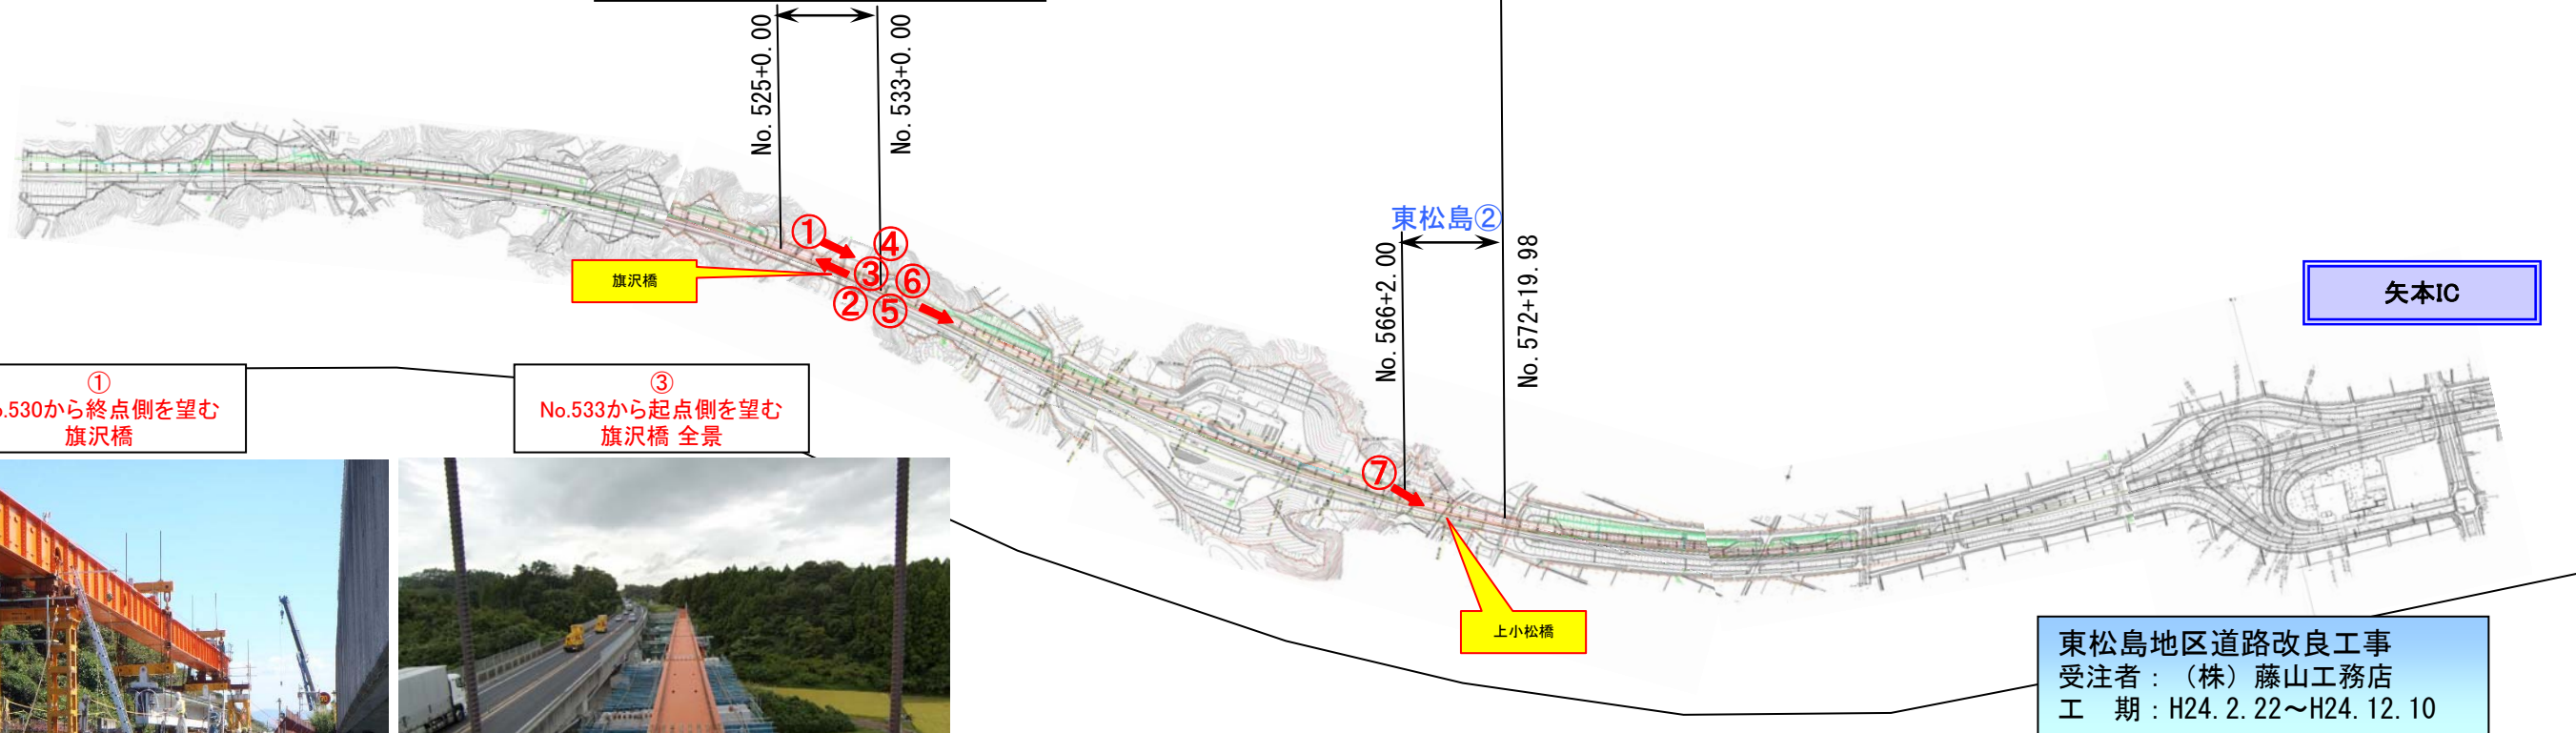 No.525+0.00
No.533+0.00
東松島②
No.566+2.00
No.572+19.98
矢本IC
①
④
③
⑥
②
⑤
旗沢橋
⑦
上小松橋
①
.530から終点側を望む
旗沢橋
③
No.533から起点側を望む
旗沢橋 全景
東松島地区道路改良工事
受注者：（株）藤山工務店
工　期：H24.2.22～H24.12.10